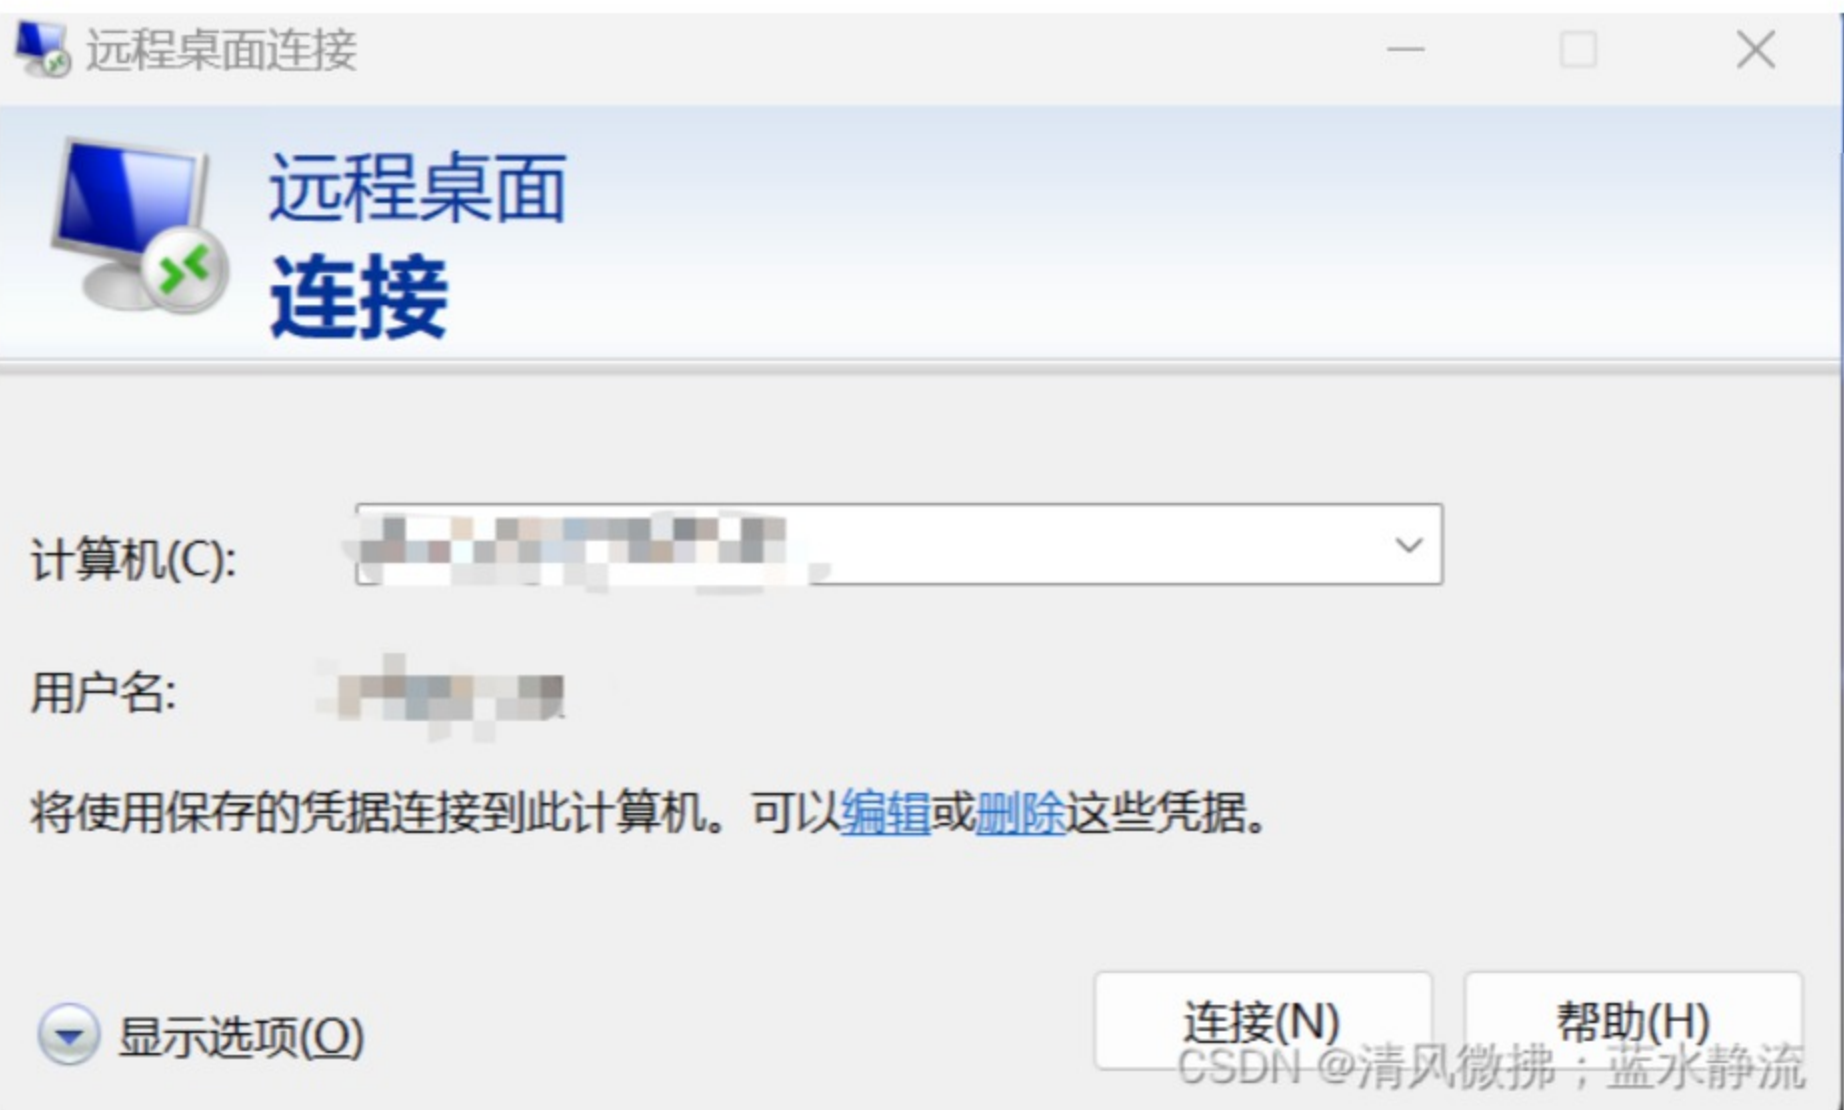 远程桌面连接
远程桌面
连接
计算机(C):
用户名:
将使用保存的凭据连接到此计算机。可以编辑或删除这些凭据。
显示选项(O)
连接(N)
帮助(H)
CSDN @清风微拂；蓝水静流